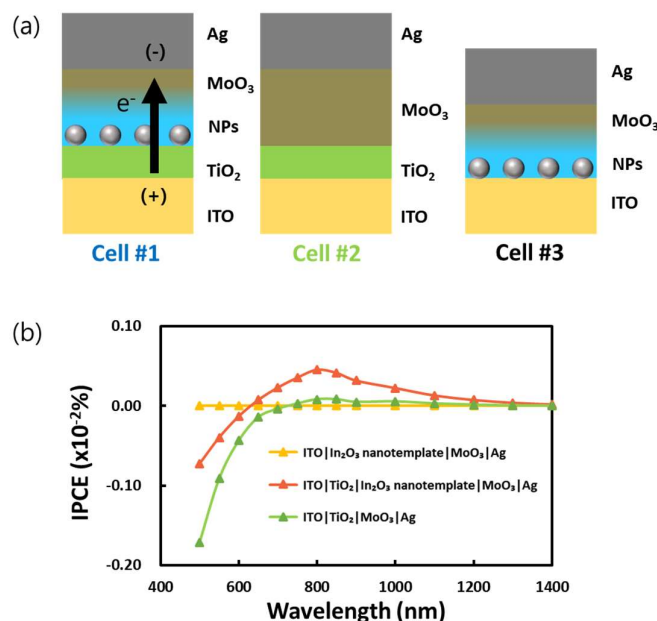 (a)
Ag
MoO₃
NPs
TiO₂
ITO
(-)
e⁻
(+)
Cell #1
Ag
MoO₃
TiO₂
ITO
Cell #2
Ag
MoO₃
NPs
ITO
Cell #3
(b)
IPCE (x10⁻²%)
0.10
0.00
-0.10
-0.20
ITO|In₂O₃ nanotemplate|MoO₃|Ag
ITO|TiO₂|In₂O₃ nanotemplate|MoO₃|Ag
ITO|TiO₂|MoO₃|Ag
400 600 800 1000 1200 1400
Wavelength (nm)